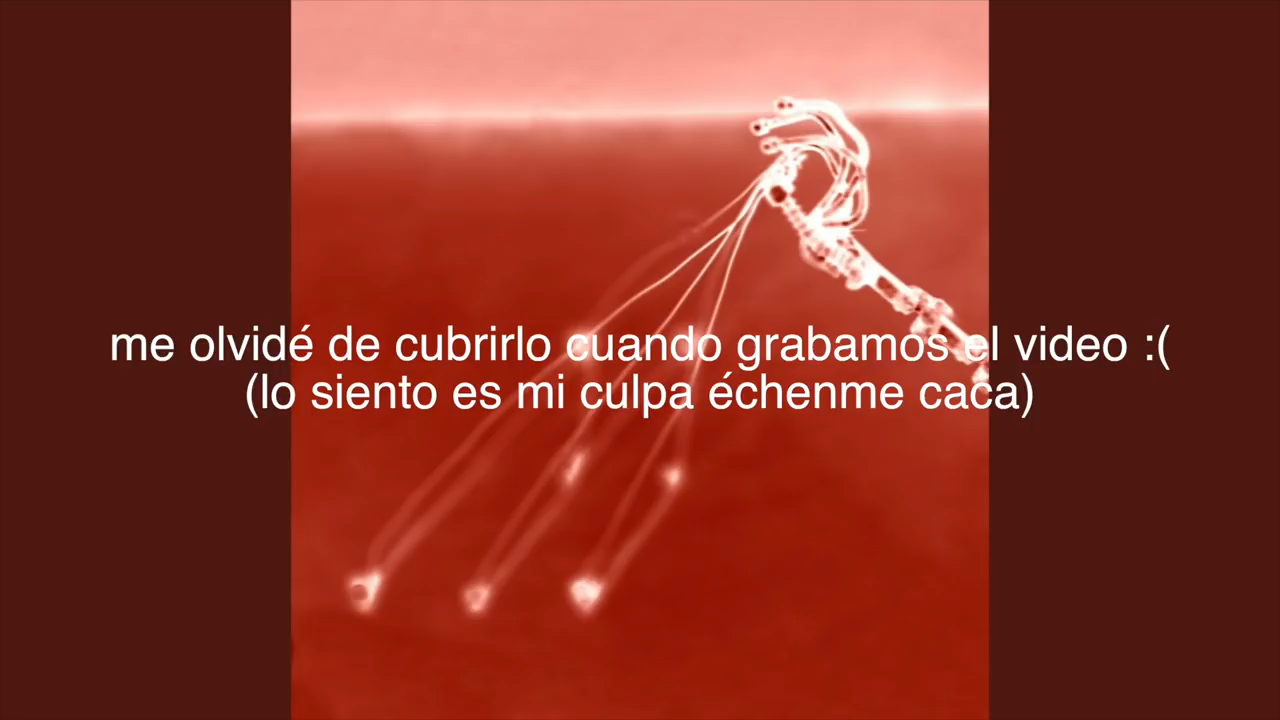 me olvidé de cubrirlo cuando grabamos el video :(
(lo siento es mi culpa échenme caca)